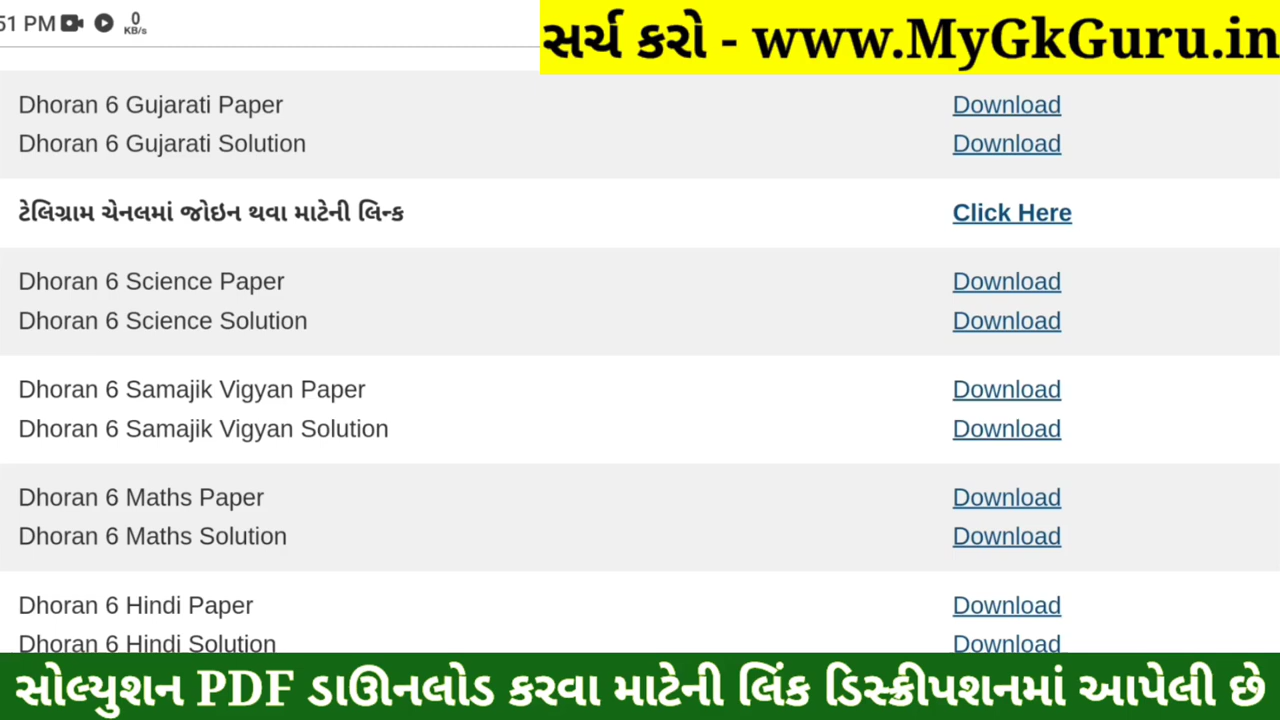 51 PM 0 KB/s
સર્ચ કરો - www.MyGkGuru.in
Dhoran 6 Gujarati Paper Download
Dhoran 6 Gujarati Solution Download
ટેલિગ્રામ ચેનલમાં જોઇન થવા માટેની લિન્ક Click Here
Dhoran 6 Science Paper Download
Dhoran 6 Science Solution Download
Dhoran 6 Samajik Vigyan Paper Download
Dhoran 6 Samajik Vigyan Solution Download
Dhoran 6 Maths Paper Download
Dhoran 6 Maths Solution Download
Dhoran 6 Hindi Paper Download
Dhoran 6 Hindi Solution Download
સોલ્યુશન PDF ડાઊનલોડ કરવા માટેની લિંક ડિસ્ક્રીપશનમાં આપેલી છે